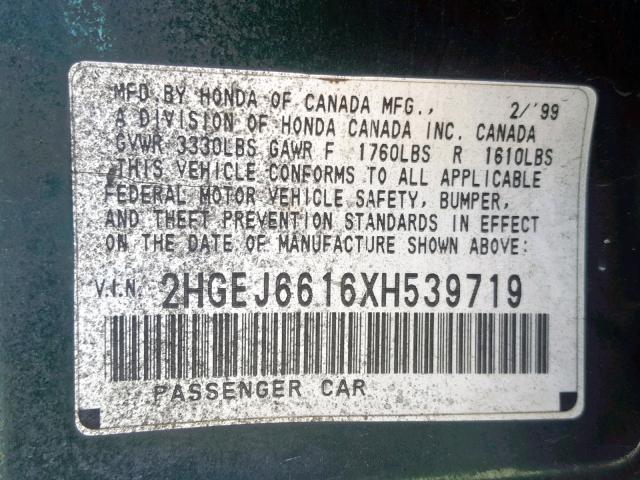 MFD. BY HONDA OF CANADA MFG., 2/'99
A DIVISION OF HONDA CANADA INC. CANADA
GVWR 3330LBS GAWR F 1760LBS R 1610LBS
THIS VEHICLE CONFORMS TO ALL APPLICABLE
FEDERAL MOTOR VEHICLE SAFETY, BUMPER,
AND THEFT PREVENTION STANDARDS IN EFFECT
ON THE DATE OF MANUFACTURE SHOWN ABOVE:
V.I.N. 2HGEJ6616XH539719
PASSENGER CAR